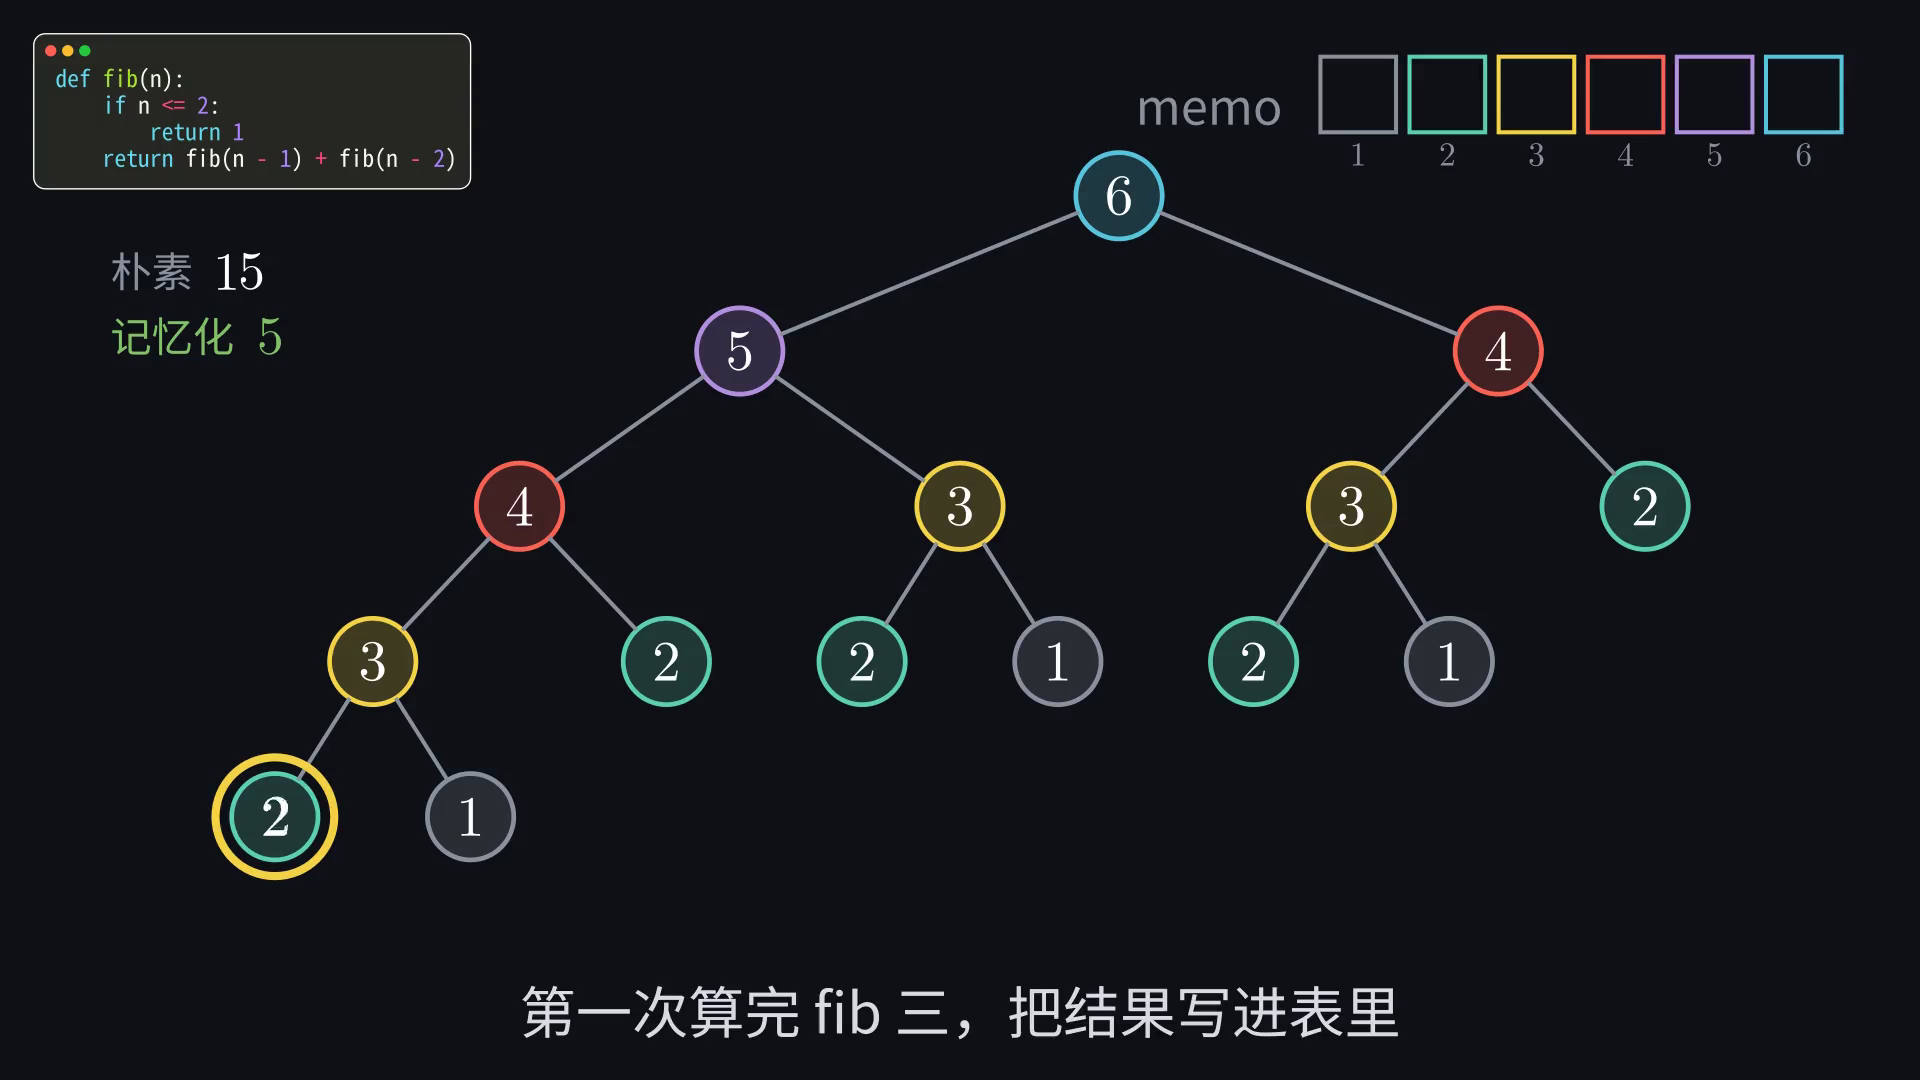 def fib(n):
    if n <= 2:
        return 1
    return fib(n - 1) + fib(n - 2)
memo
1 2 3 4 5 6
朴素 15
记忆化 5
6
5 4
4 3 3 2
3 2 2 1 2 1
2 1
第一次算完 fib 三，把结果写进表里